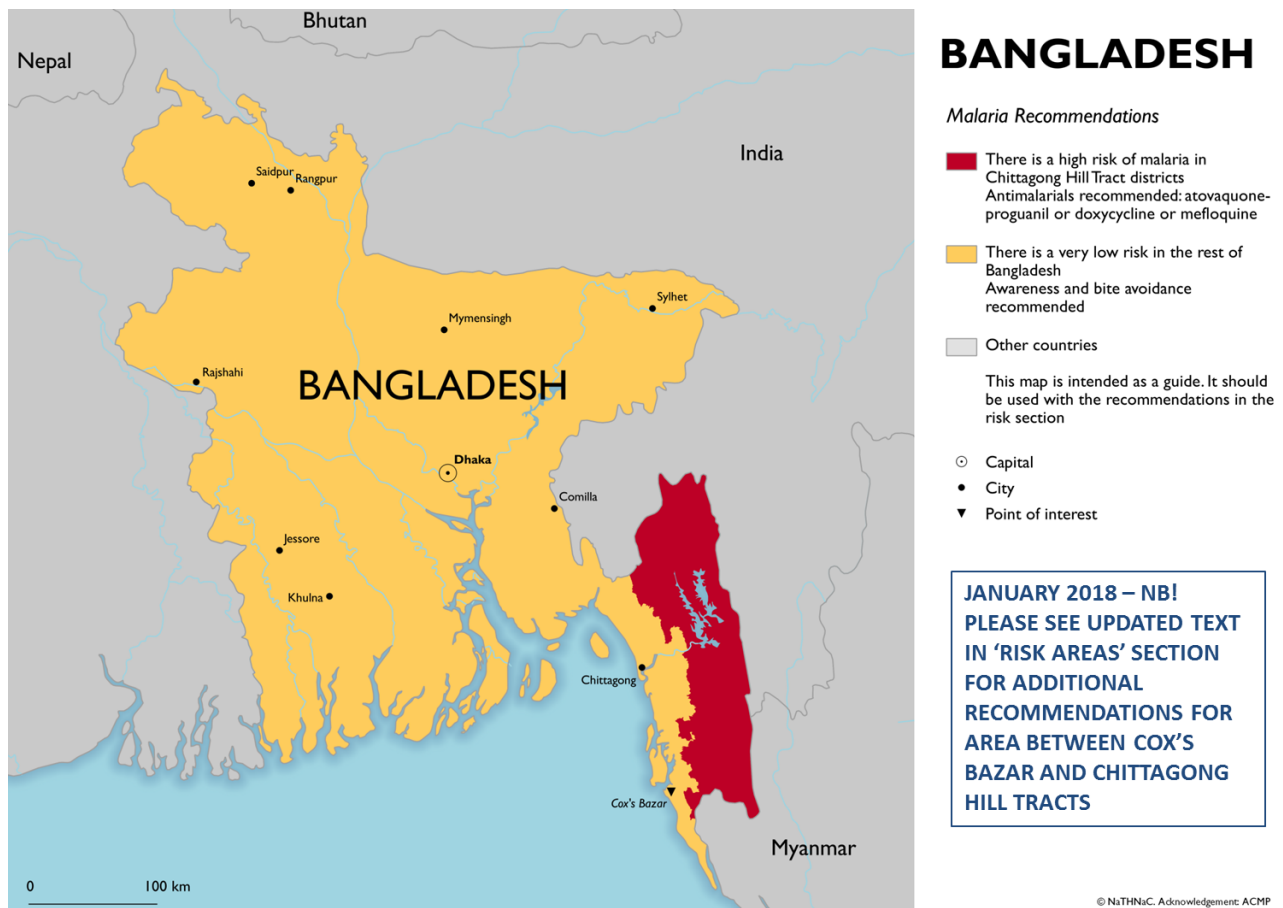 Bhutan
Nepal
India
Saidpur
Rangpur
Sylhet
Mymensingh
Rajshahi
BANGLADESH
Dhaka
Comilla
Jessore
Khulna
Chittagong
Cox's Bazar
Myanmar
0 100 km
BANGLADESH
Malaria Recommendations
There is a high risk of malaria in
Chittagong Hill Tract districts
Antimalarials recommended: atovaquone-
proguanil or doxycycline or mefloquine
There is a very low risk in the rest of
Bangladesh
Awareness and bite avoidance
recommended
Other countries
This map is intended as a guide. It should
be used with the recommendations in the
risk section
Capital
City
Point of interest
JANUARY 2018 – NB!
PLEASE SEE UPDATED TEXT
IN ‘RISK AREAS’ SECTION
FOR ADDITIONAL
RECOMMENDATIONS FOR
AREA BETWEEN COX’S
BAZAR AND CHITTAGONG
HILL TRACTS
© NaTHNaC. Acknowledgement: ACMP